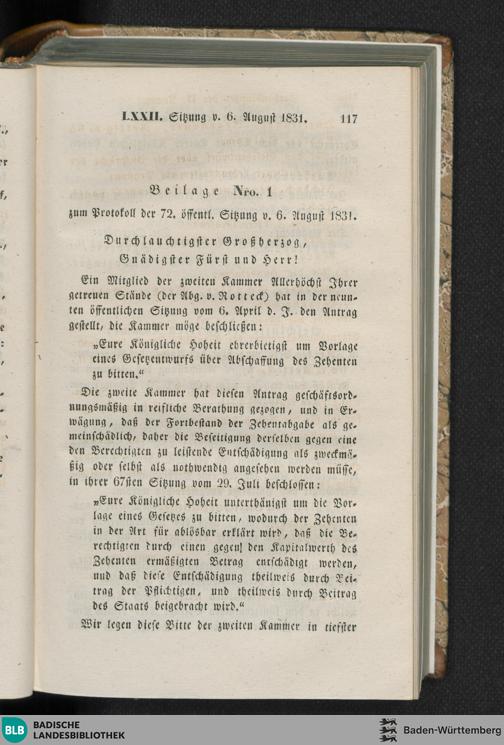 LXXII. Sitzung v. 6. August 1831. 117
Beilage Nro. 1
zum Protokoll der 72. öffentl. Sitzung v. 6. August 1831.
Durchlauchtigster Großherzog,
Gnädigster Fürst und Herr!
Ein Mitglied der zweiten Kammer Allerhöchst Ihrer
getreuen Stände (der Abg. v. Rotteck) hat in der neun-
ten öffentlichen Sitzung vom 6. April d. J. den Antrag
gestellt, die Kammer möge beschließen:
„Eure Königliche Hoheit ehrerbietigst um Vorlage
eines Gesetzentwurfs über Abschaffung des Zehenten
zu bitten.“
Die zweite Kammer hat diesen Antrag geschäftsord-
nungsmäßig in reifliche Berathung gezogen, und in Er-
wägung, daß der Fortbestand der Zehentabgabe als ge-
meinschädlich, daher die Beseitigung derselben gegen eine
den Berechtigten zu leistende Entschädigung als zweckmä-
ßig oder selbst als nothwendig angesehen werden müsse,
in ihrer 67sten Sitzung vom 29. Juli beschlossen:
„Eure Königliche Hoheit unterthänigst um die Vor-
lage eines Gesetzes zu bitten, wodurch der Zehenten
in der Art für ablösbar erklärt wird, daß die Be-
rechtigten durch einen gegen den Kapitalwerth des
Zehenten ermäßigten Betrag entschädigt werden,
und daß diese Entschädigung theilweis durch Bei-
trag der Pflichtigen, und theilweis durch Beitrag
des Staats beigebracht wird.“
Wir legen diese Bitte der zweiten Kammer in tiefster
BLB BADISCHE
LANDESBIBLIOTHEK
Baden-Württemberg